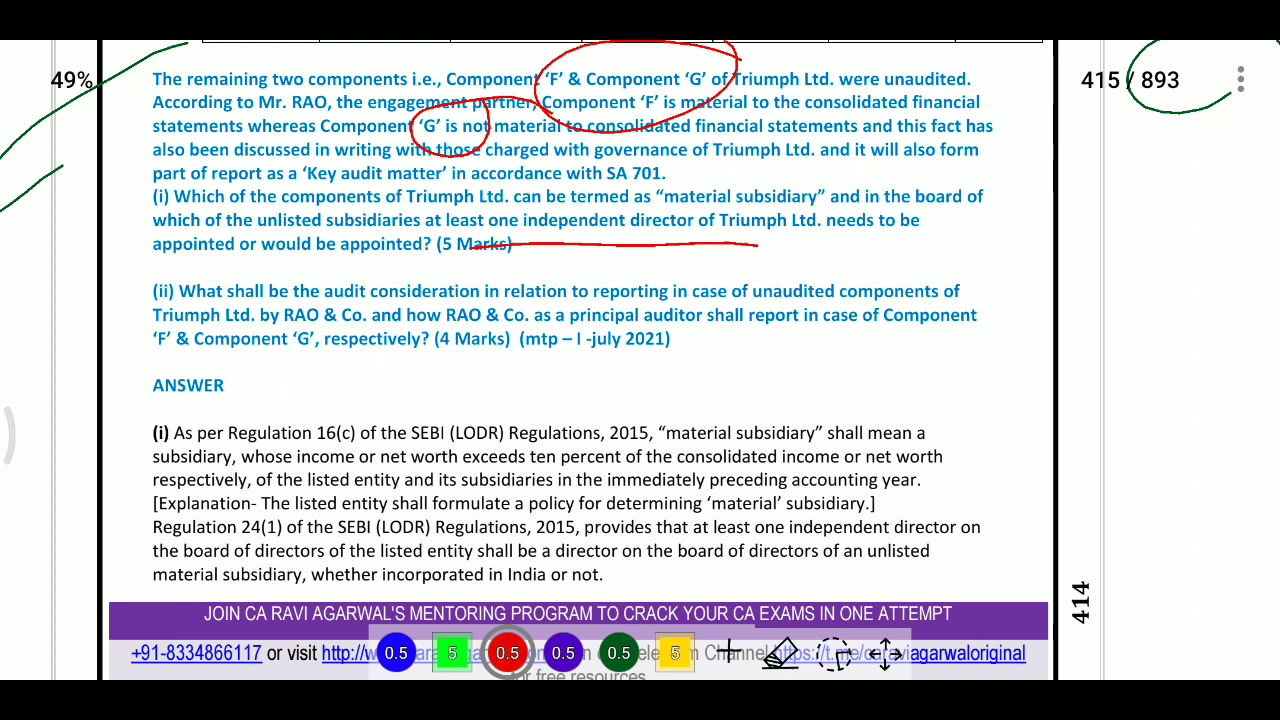 49%
415 / 893
The remaining two components i.e., Component ‘F’ & Component ‘G’ of Triumph Ltd. were unaudited.
According to Mr. RAO, the engagement partner, Component ‘F’ is material to the consolidated financial
statements whereas Component ‘G’ is not material to consolidated financial statements and this fact has
also been discussed in writing with those charged with governance of Triumph Ltd. and it will also form
part of report as a ‘Key audit matter’ in accordance with SA 701.
(i) Which of the components of Triumph Ltd. can be termed as “material subsidiary” and in the board of
which of the unlisted subsidiaries at least one independent director of Triumph Ltd. needs to be
appointed or would be appointed? (5 Marks)
(ii) What shall be the audit consideration in relation to reporting in case of unaudited components of
Triumph Ltd. by RAO & Co. and how RAO & Co. as a principal auditor shall report in case of Component
‘F’ & Component ‘G’, respectively? (4 Marks) (mtp – I -july 2021)
ANSWER
(i) As per Regulation 16(c) of the SEBI (LODR) Regulations, 2015, “material subsidiary” shall mean a
subsidiary, whose income or net worth exceeds ten percent of the consolidated income or net worth
respectively, of the listed entity and its subsidiaries in the immediately preceding accounting year.
[Explanation- The listed entity shall formulate a policy for determining ‘material’ subsidiary.]
Regulation 24(1) of the SEBI (LODR) Regulations, 2015, provides that at least one independent director on
the board of directors of the listed entity shall be a director on the board of directors of an unlisted
material subsidiary, whether incorporated in India or not.
414
JOIN CA RAVI AGARWAL'S MENTORING PROGRAM TO CRACK YOUR CA EXAMS IN ONE ATTEMPT
+91-8334866117 or visit Channel agarwaloriginal
for free resources
0.5 5 0.5 0.5 0.5 5